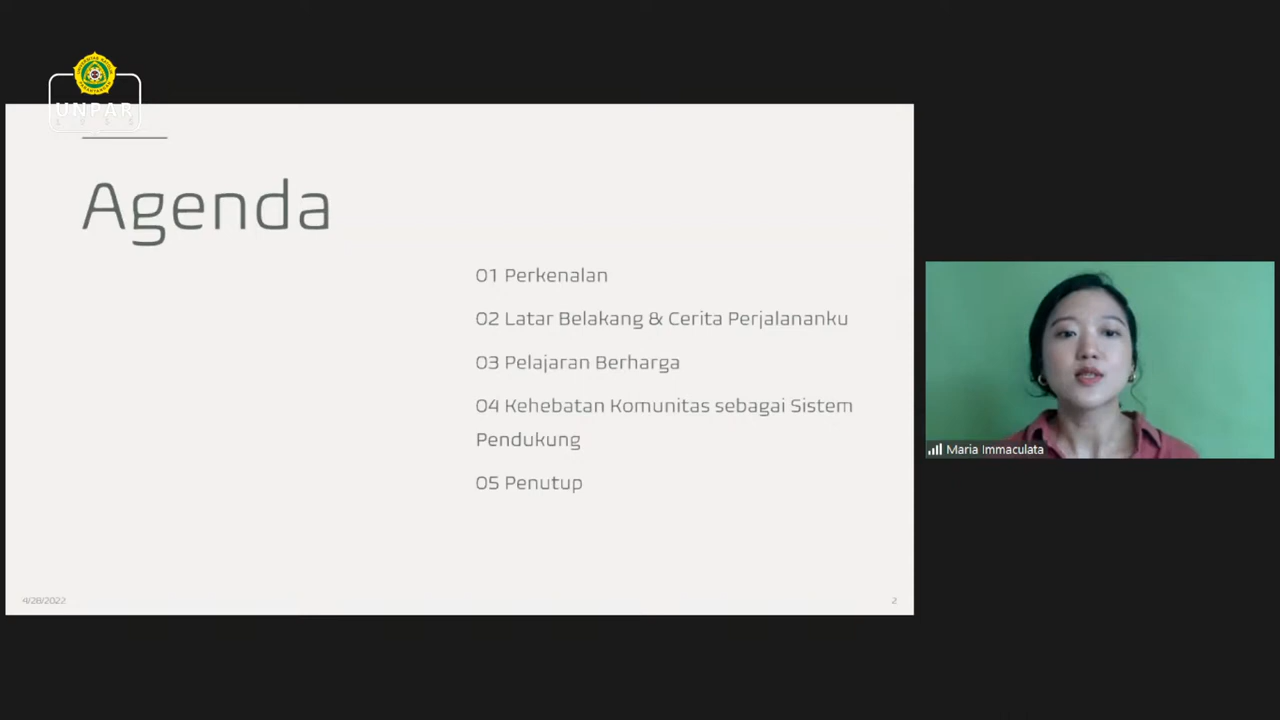 UNPAR
Agenda
01 Perkenalan
02 Latar Belakang & Cerita Perjalananku
03 Pelajaran Berharga
04 Kehebatan Komunitas sebagai Sistem
Pendukung
05 Penutup
Maria Immaculata
4/28/2022
2